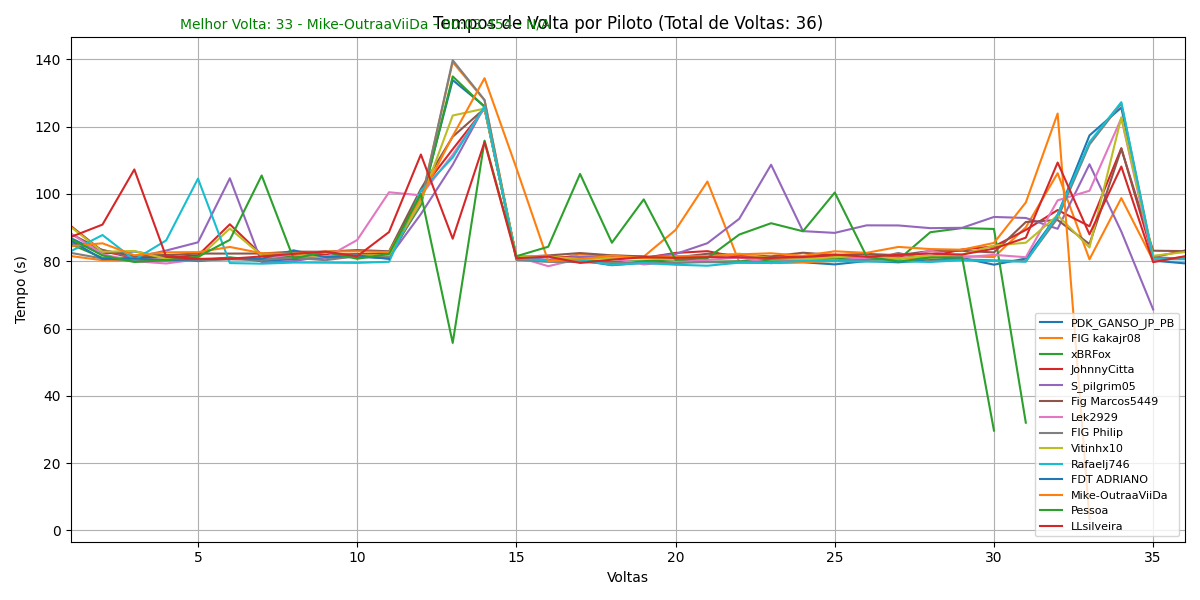 Melhor Volta: 33 - Mike-OutraaViiDa
Tempos de Volta por Piloto (Total de Voltas: 36)
140
120
100
80
60
40
20
0
Tempo (s)
5
10
15
20
25
30
35
Voltas
PDK_GANSO_JP_PB
FIG kakajr08
xBRFox
JohnnyCitta
S_pilgrim05
Fig Marcos5449
Lek2929
FIG Philip
Vitinhx10
Rafaelj746
FDT ADRIANO
Mike-OutraaViiDa
Pessoa
LLsilveira